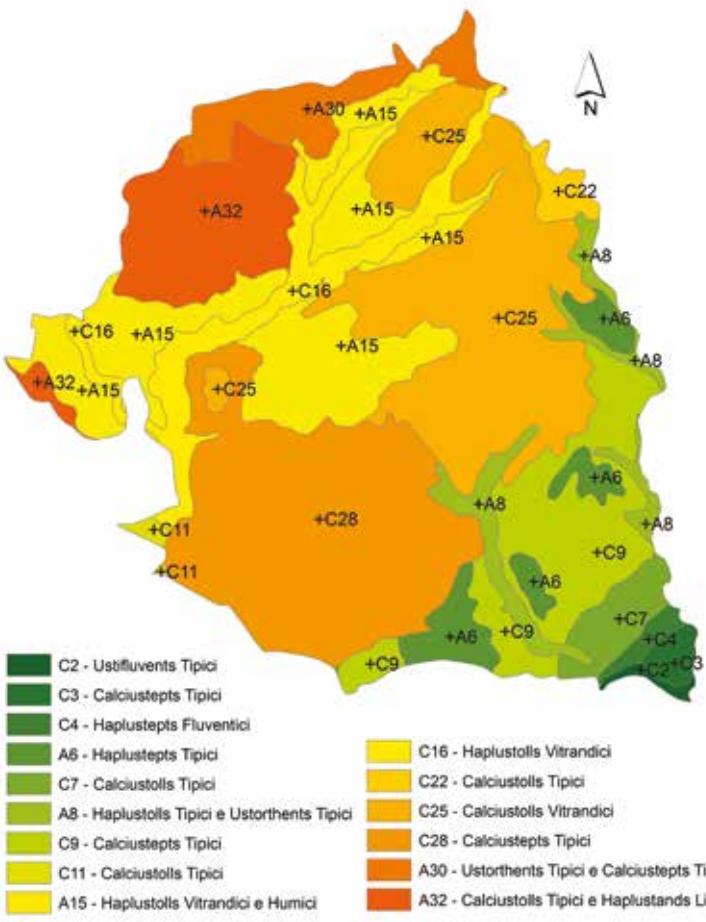 N
+A30
+A15
+C25
+C22
+A32
+A15
+A15
+A8
+C16
+C25
+A6
+C16
+A15
+A15
+A8
+A32
+A15
+C25
+A6
+A8
+C28
+A8
+C11
+C9
+C11
+A6
+C7
+A6
+C9
+C4
+C9
+C2
+C3
C2 - Ustifluvents Tipici
C3 - Calciustepts Tipici
C4 - Haplustepts Fluventici
A6 - Haplustepts Tipici
C7 - Calciustolls Tipici
A8 - Haplustolls Tipici e Ustorthents Tipici
C9 - Calciustepts Tipici
C11 - Calciustolls Tipici
A15 - Haplustolls Vitrandici e Humici
C16 - Haplustolls Vitrandici
C22 - Calciustolls Tipici
C25 - Calciustolls Vitrandici
C28 - Calciustepts Tipici
A30 - Ustorthents Tipici e Calciustepts Ti
A32 - Calciustolls Tipici e Haplustands Li